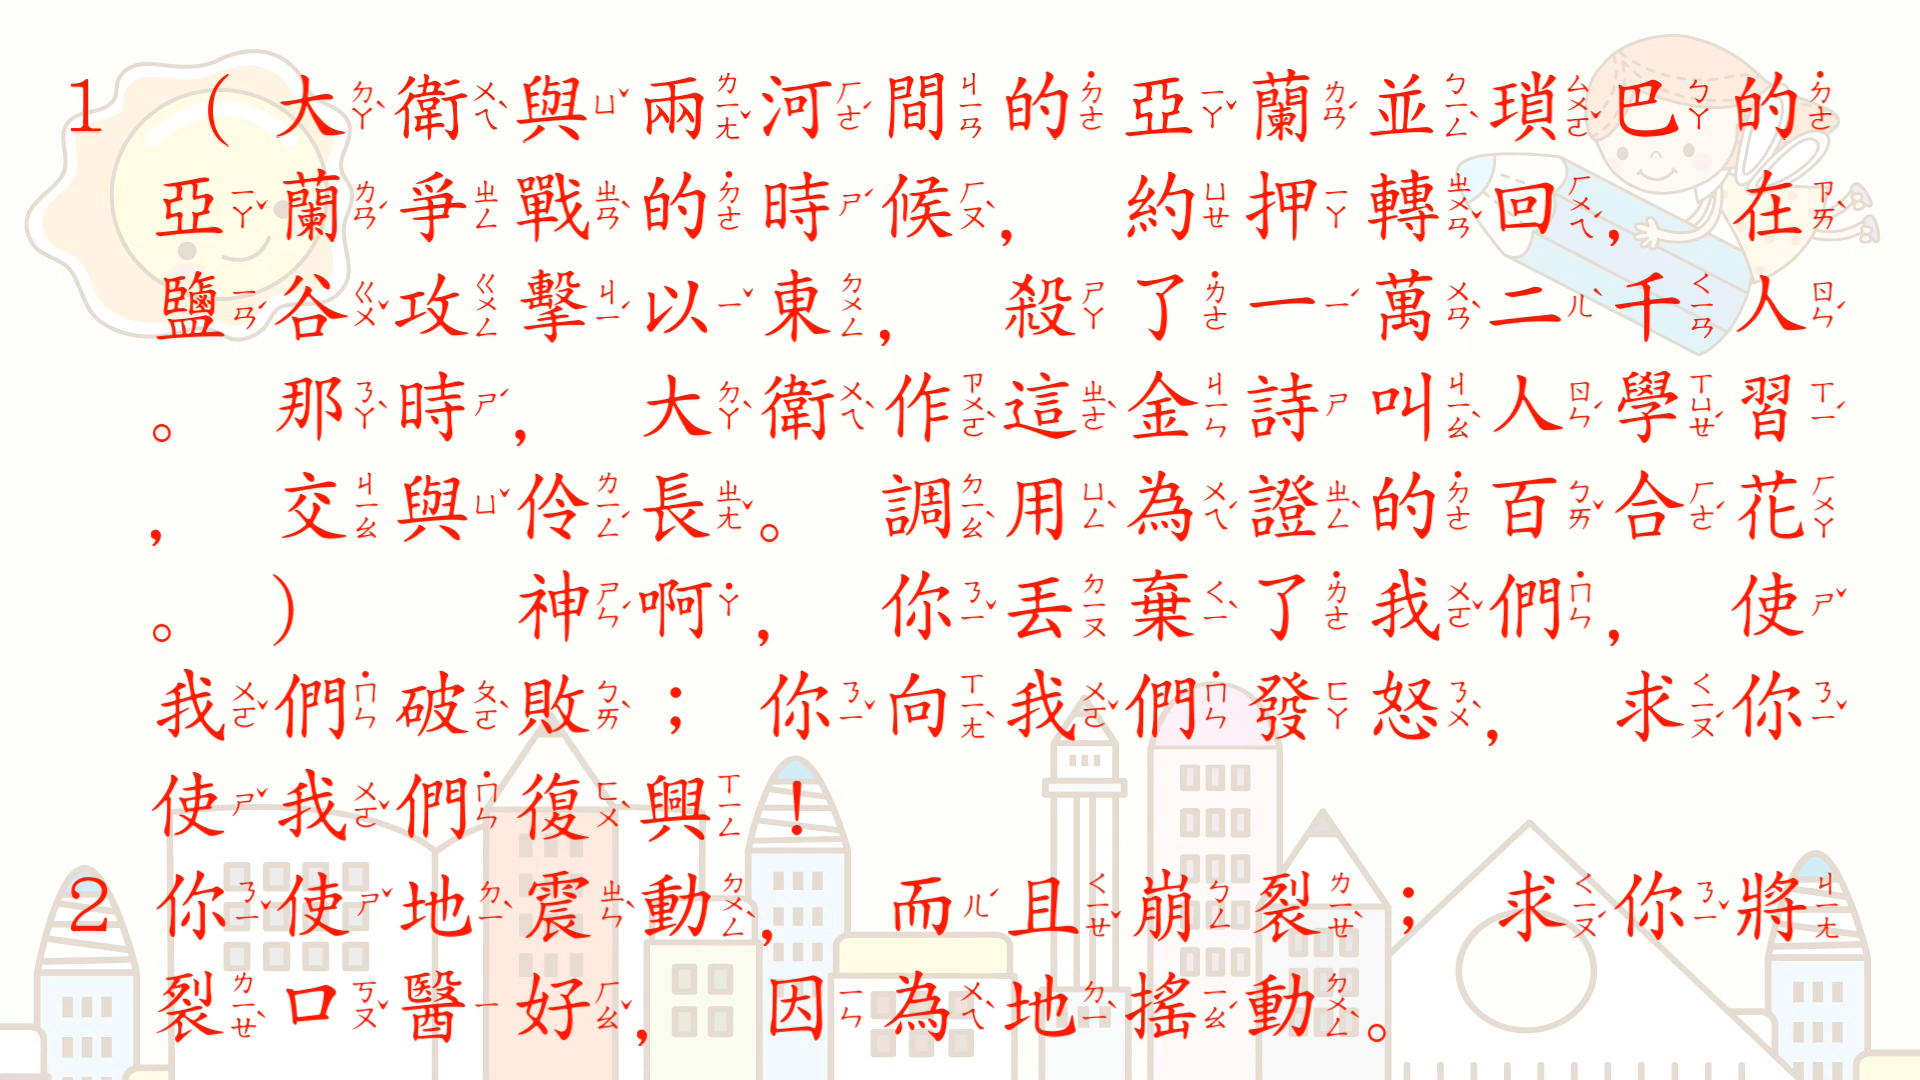 1 （大衛與兩河間的亞蘭並瑣巴的
亞蘭爭戰的時候， 約押轉回， 在
鹽谷攻擊以東， 殺了一萬二千人
。 那時， 大衛作這金詩叫人學習
， 交與伶長。 調用為證的百合花
。 ） 神啊， 你丟棄了我們， 使
我們破敗； 你向我們發怒， 求你
使我們復興！
2 你使地震動， 而且崩裂； 求你將
裂口醫好， 因為地搖動。